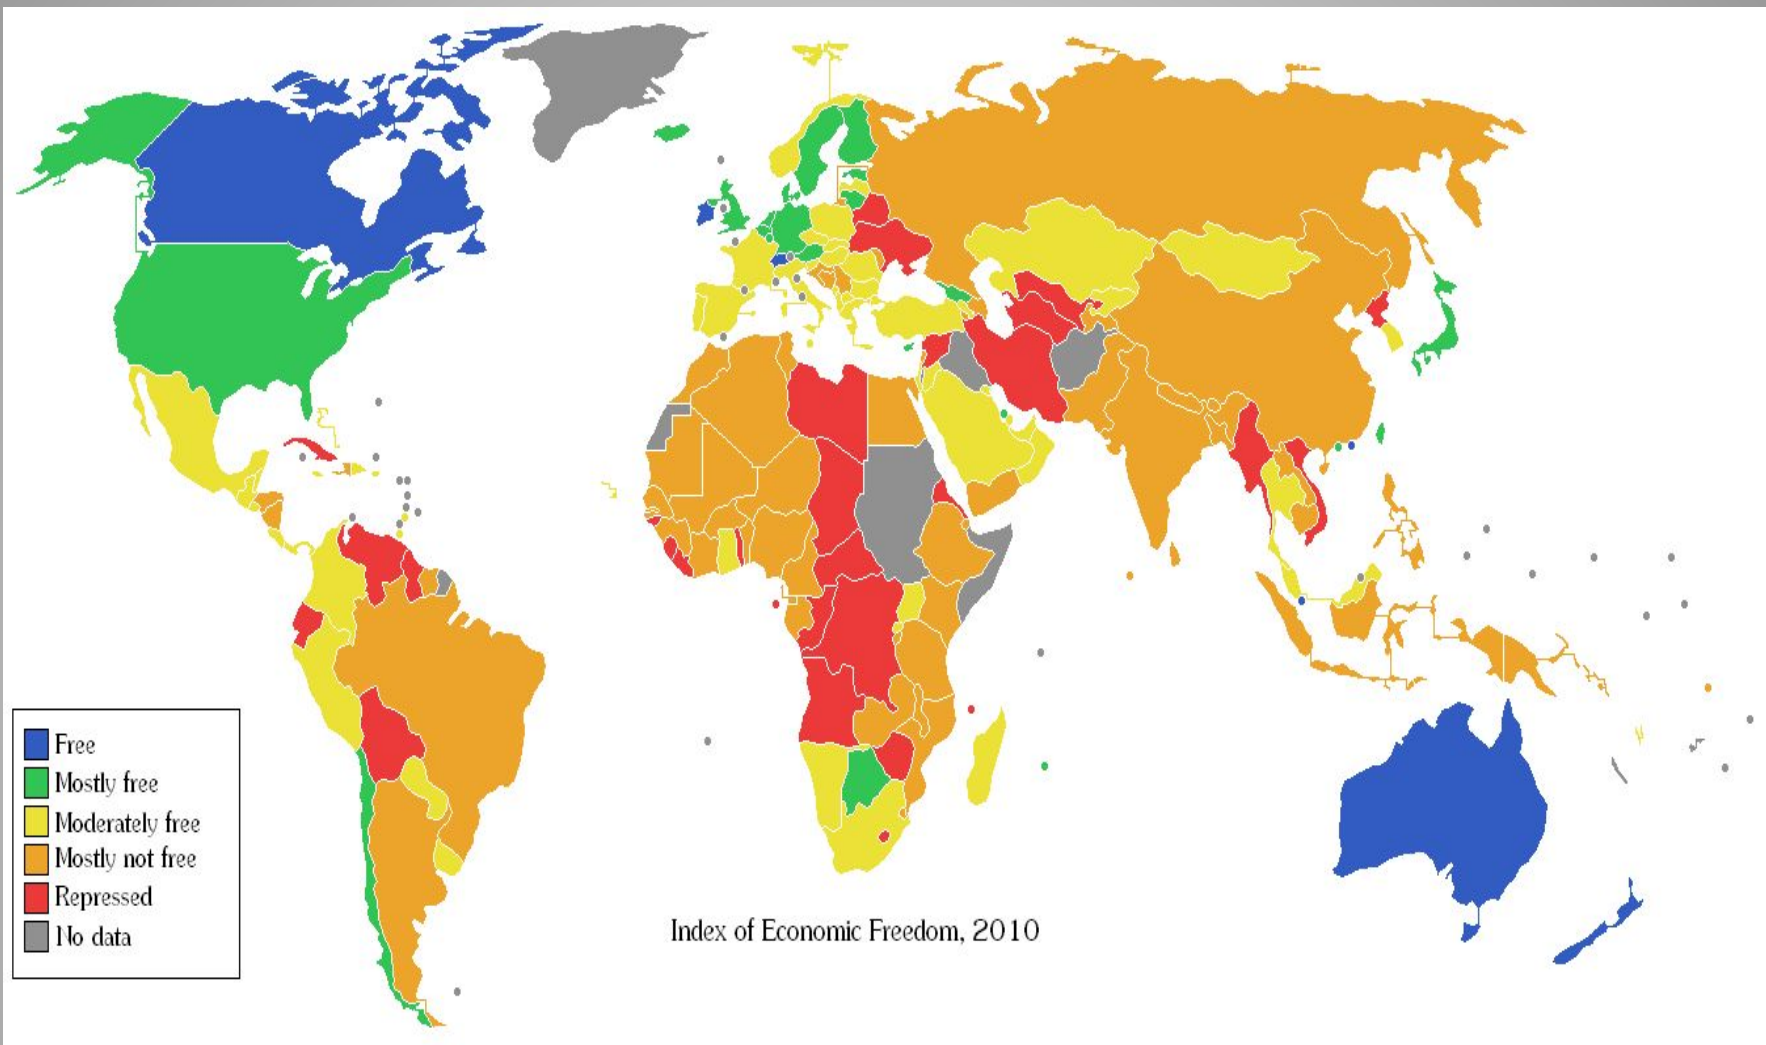 Free
Mostly free
Moderately free
Mostly not free
Repressed
No data
Index of Economic Freedom, 2010